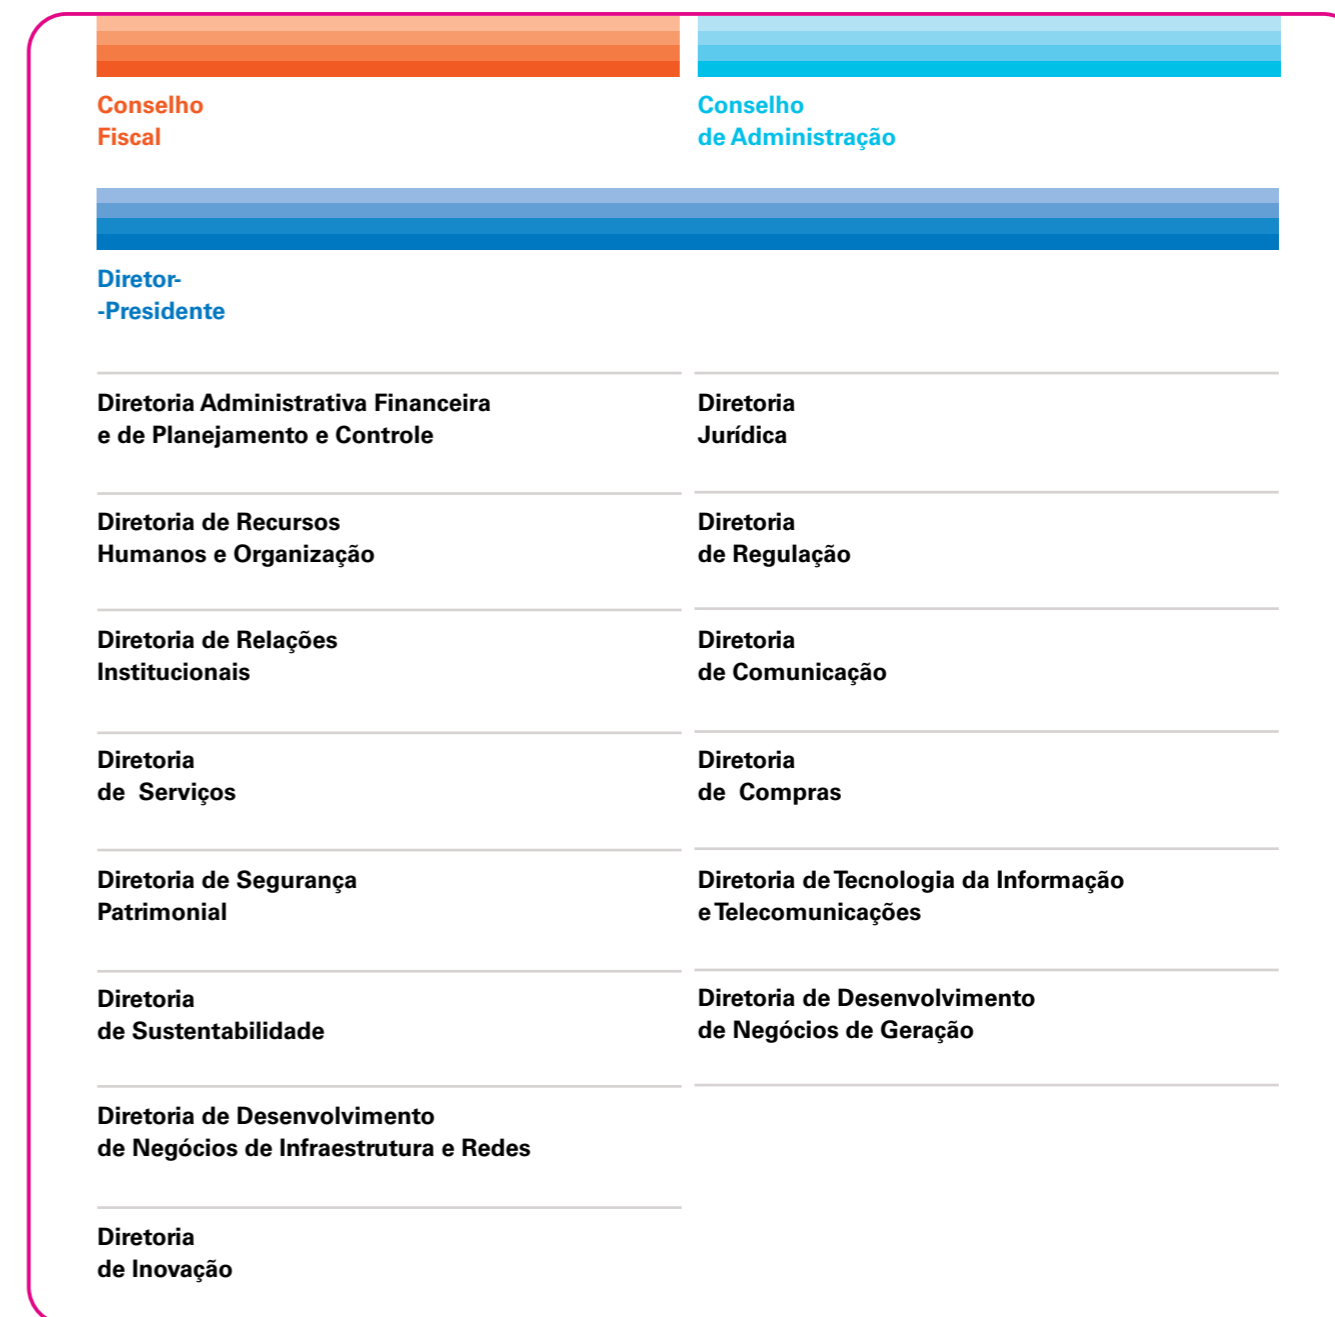 Conselho
Fiscal
Conselho
de Administração
Diretor-
-Presidente
Diretoria Administrativa Financeira
e de Planejamento e Controle
Diretoria
Jurídica
Diretoria de Recursos
Humanos e Organização
Diretoria
de Regulação
Diretoria de Relações
Institucionais
Diretoria
de Comunicação
Diretoria
de Serviços
Diretoria
de Compras
Diretoria de Segurança
Patrimonial
Diretoria de Tecnologia da Informação
e Telecomunicações
Diretoria
de Sustentabilidade
Diretoria de Desenvolvimento
de Negócios de Geração
Diretoria de Desenvolvimento
de Negócios de Infraestrutura e Redes
Diretoria
de Inovação